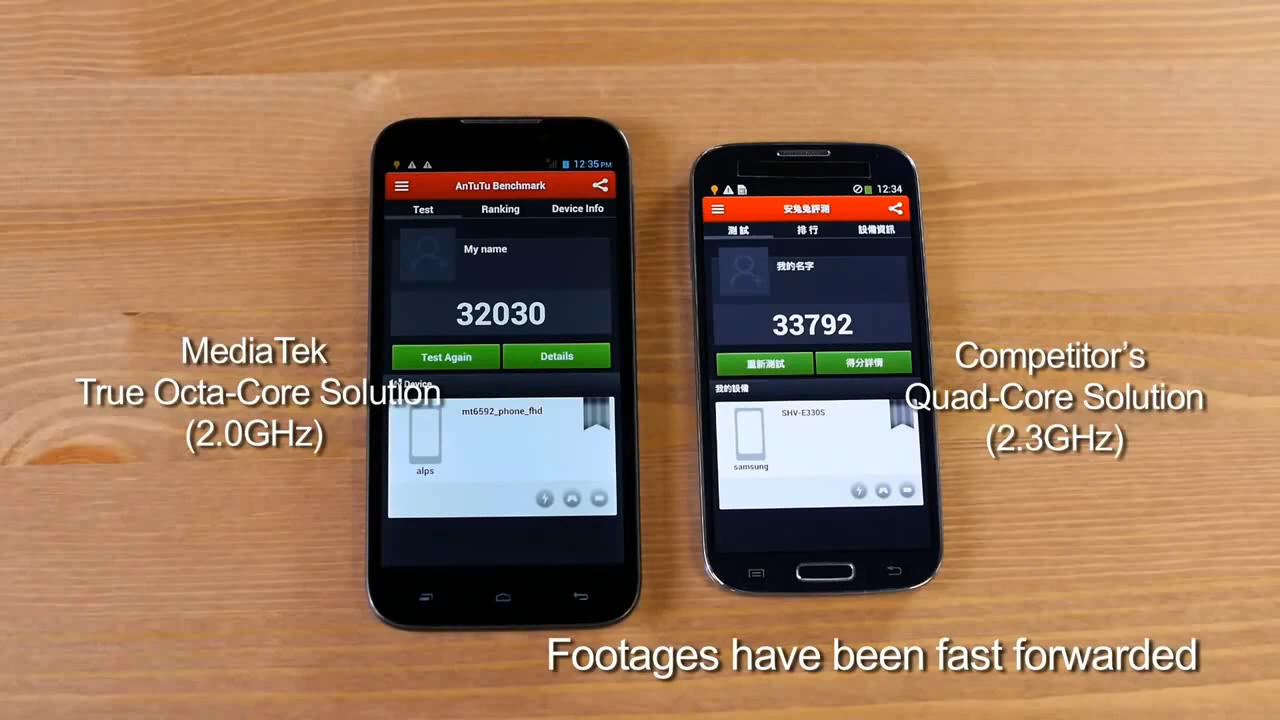 12:35 PM
AnTuTu Benchmark
Test Ranking Device Info
My name
32030
Test Again Details
My Device
mt6592_phone_fhd
alps
12:34
安兔兔評測
測試 排行 設備資訊
我的名字
33792
重新測試 得分詳情
我的設備
SHV-E330S
samsung
MediaTek
True Octa-Core Solution
(2.0GHz)
Competitor’s
Quad-Core Solution
(2.3GHz)
Footages have been fast forwarded